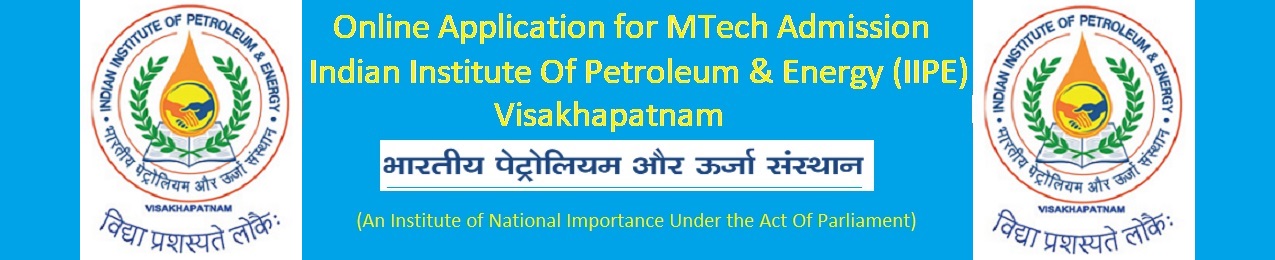 INDIAN INSTITUTE OF PETROLEUM & ENERGY
भारतीय पेट्रोलियम और ऊर्जा संस्थान
VISAKHAPATNAM
विद्या प्रशस्यते लोकैः
Online Application for MTech Admission
Indian Institute Of Petroleum & Energy (IIPE)
Visakhapatnam
भारतीय पेट्रोलियम और ऊर्जा संस्थान
(An Institute of National Importance Under the Act Of Parliament)
INDIAN INSTITUTE OF PETROLEUM & ENERGY
भारतीय पेट्रोलियम और ऊर्जा संस्थान
VISAKHAPATNAM
विद्या प्रशस्यते लोकैः